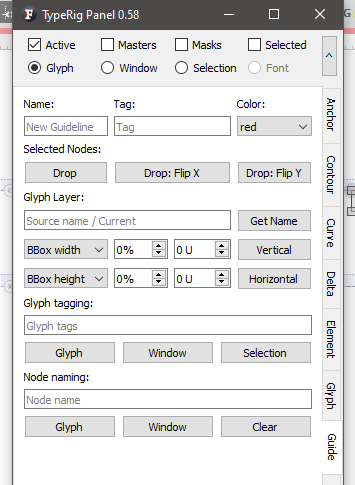 F TypeRig Panel 0.58
Active Masters Masks Selected
Glyph Window Selection Font
Name: Tag: Color:
New Guideline Tag red
Selected Nodes:
Drop Drop: Flip X Drop: Flip Y
Glyph Layer:
Source name / Current Get Name
BBox width 0% 0 U Vertical
BBox height 0% 0 U Horizontal
Glyph tagging:
Glyph tags
Glyph Window Selection
Node naming:
Node name
Glyph Window Clear
Anchor
Contour
Curve
Delta
Element
Glyph
Guide
G